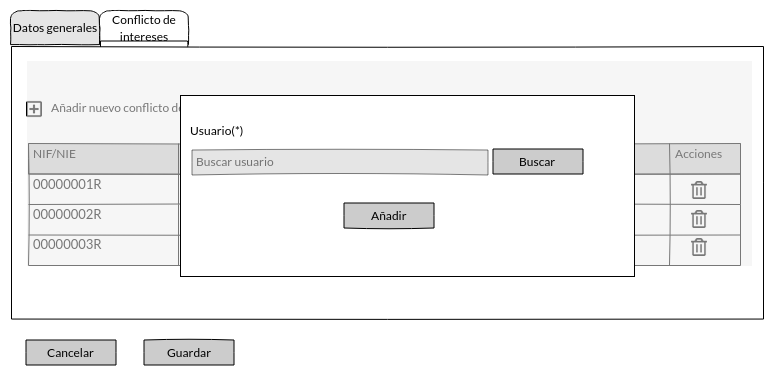 Datos generales
Conflicto de
intereses
Añadir nuevo conflicto de
Usuario(*)
Buscar usuario
Buscar
Añadir
NIF/NIE
Acciones
00000001R
00000002R
00000003R
Cancelar
Guardar